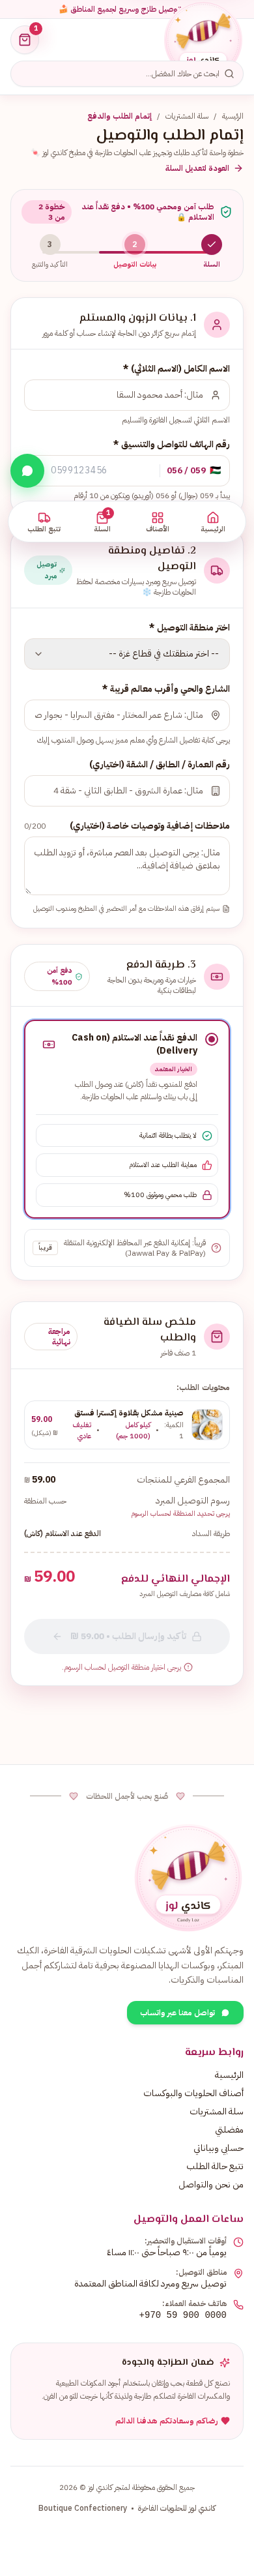 توصيل طازج وسريع لجميع المناطق
1
كاندي لوز
ابحث عن حلاك المفضل...
الرئيسية / سلة المشتريات / إتمام الطلب والدفع
إتمام الطلب والتوصيل
خطوة واحدة لتأكيد طلبك وتجهيز علب الحلويات طازجة في مطبخ كاندي لوز
العودة لتعديل السلة
طلب آمن ومحمي 100% • دفع نقداً عند الاستلام
خطوة 2 من 3
2
3
السلة
بيانات التوصيل
التأكيد والتتبع
1. بيانات الزبون والمستلم
إتمام سريع كزائر دون الحاجة لإنشاء حساب أو كلمة مرور
الاسم الكامل (الاسم الثلاثي) *
مثال: أحمد محمود السقا
الاسم الثلاثي لتسجيل الفاتورة والتسليم
رقم الهاتف للتواصل والتنسيق *
059 / 056
0599123456
يبدأ بـ 059 (جوال) أو 056 (أوريدو) ويتكون من 10 أرقام
الرئيسية
الأصناف
1
السلة
تتبع الطلب
2. تفاصيل ومنطقة التوصيل
توصيل سريع ومبرد بسيارات مخصصة لحفظ الحلويات طازجة
توصيل مبرد
اختر منطقة التوصيل *
-- اختر منطقتك في قطاع غزة --
الشارع والحي وأقرب معالم قريبة *
مثال: شارع عمر المختار - مفترق السرايا - بجوار ص
يرجى كتابة تفاصيل الشارع وأي معلم مميز يسهل وصول المندوب إليك
رقم العمارة / الطابق / الشقة (اختياري)
مثال: عمارة الشروق - الطابق الثاني - شقة 4
ملاحظات إضافية وتوصيات خاصة (اختياري)
0/200
مثال: يرجى التوصيل بعد العصر مباشرة، أو تزويد الطلب بملاعق ضيافة إضافية...
سيتم إرفاق هذه الملاحظات مع أمر التحضير في المطبخ ومندوب التوصيل
3. طريقة الدفع
خيارات مرنة ومريحة بدون الحاجة لبطاقات بنكية
دفع آمن 100%
الدفع نقداً عند الاستلام (Cash on Delivery)
الخيار المعتمد
ادفع للمندوب نقداً (كاش) عند وصول الطلب إلى باب بيتك واستلام علب الحلويات طازجة.
لا يتطلب بطاقة ائتمانية
معاينة الطلب عند الاستلام
طلب محمي وموثوق 100%
قريباً: إمكانية الدفع عبر المحافظ الإلكترونية المتنقلة (Jawwal Pay & PalPay)
قريباً
ملخص سلة الضيافة والطلب
1 صنف فاخر
مراجعة نهائية
محتويات الطلب:
صينية مشكل بقلاوة إكسترا فستق
الكمية: 1
•
كيلو كامل (1000 جم)
•
تغليف عادي
59.00
₪ (شيكل)
المجموع الفرعي للمنتجات
59.00 ₪
رسوم التوصيل المبرد
يرجى تحديد المنطقة لحساب الرسوم
حسب المنطقة
طريقة السداد
الدفع عند الاستلام (كاش)
الإجمالي النهائي للدفع
59.00 ₪
شامل كافة مصاريف التوصيل المبرد
تأكيد وإرسال الطلب • 59.00 ₪
يرجى اختيار منطقة التوصيل لحساب الرسوم.
صُنع بحب لأجمل اللحظات
كاندي لوز
Candy Loz
وجهتكم الأولى لأشهى تشكيلات الحلويات الشرقية الفاخرة، الكيك المبطر، وبوكسات الهدايا المصنوعة بحرفية تامة لتشارككم أجمل المناسبات والذكريات.
تواصل معنا عبر واتساب
روابط سريعة
الرئيسية
أصناف الحلويات والبوكسات
سلة المشتريات
مفضلتي
حسابي وبياناتي
تتبع حالة الطلب
من نحن والتواصل
ساعات العمل والتوصيل
أوقات الاستقبال والتحضير:
يومياً من ٩:٠٠ صباحاً حتى ١١:٠٠ مساءً
مناطق التوصيل:
توصيل سريع ومبرد لكافة المناطق المعتمدة
هاتف خدمة العملاء:
+970 59 900 0000
ضمان الطزاجة والجودة
نصنع كل قطعة بحب وإتقان باستخدام أجود المكونات الطبيعية والمكسرات الفاخرة لتصلكم طازجة ولذيذة كأنها خرجت للتو من الفرن.
رضاكم وسعادتكم هدفنا الدائم
جميع الحقوق محفوظة لمتجر كاندي لوز © 2026
كاندي لوز للحلويات الفاخرة • Boutique Confectionery